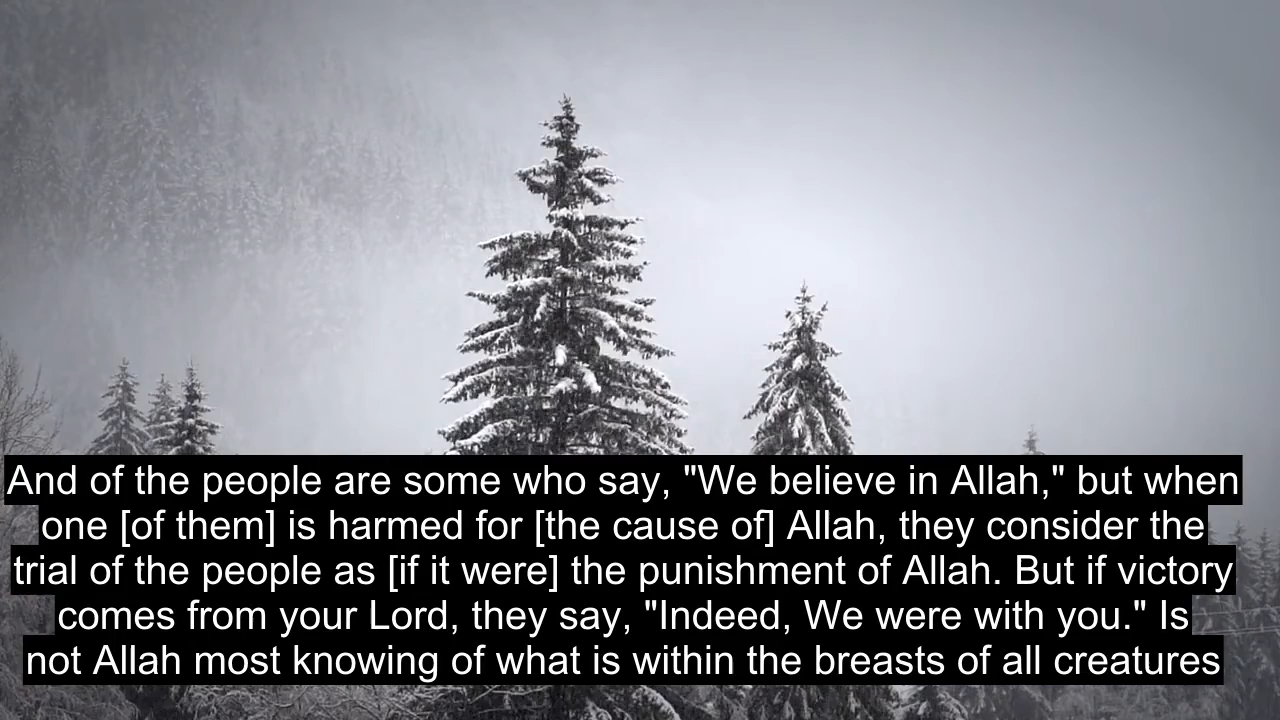 And of the people are some who say, "We believe in Allah," but when
one [of them] is harmed for [the cause of] Allah, they consider the
trial of the people as [if it were] the punishment of Allah. But if victory
comes from your Lord, they say, "Indeed, We were with you." Is
not Allah most knowing of what is within the breasts of all creatures